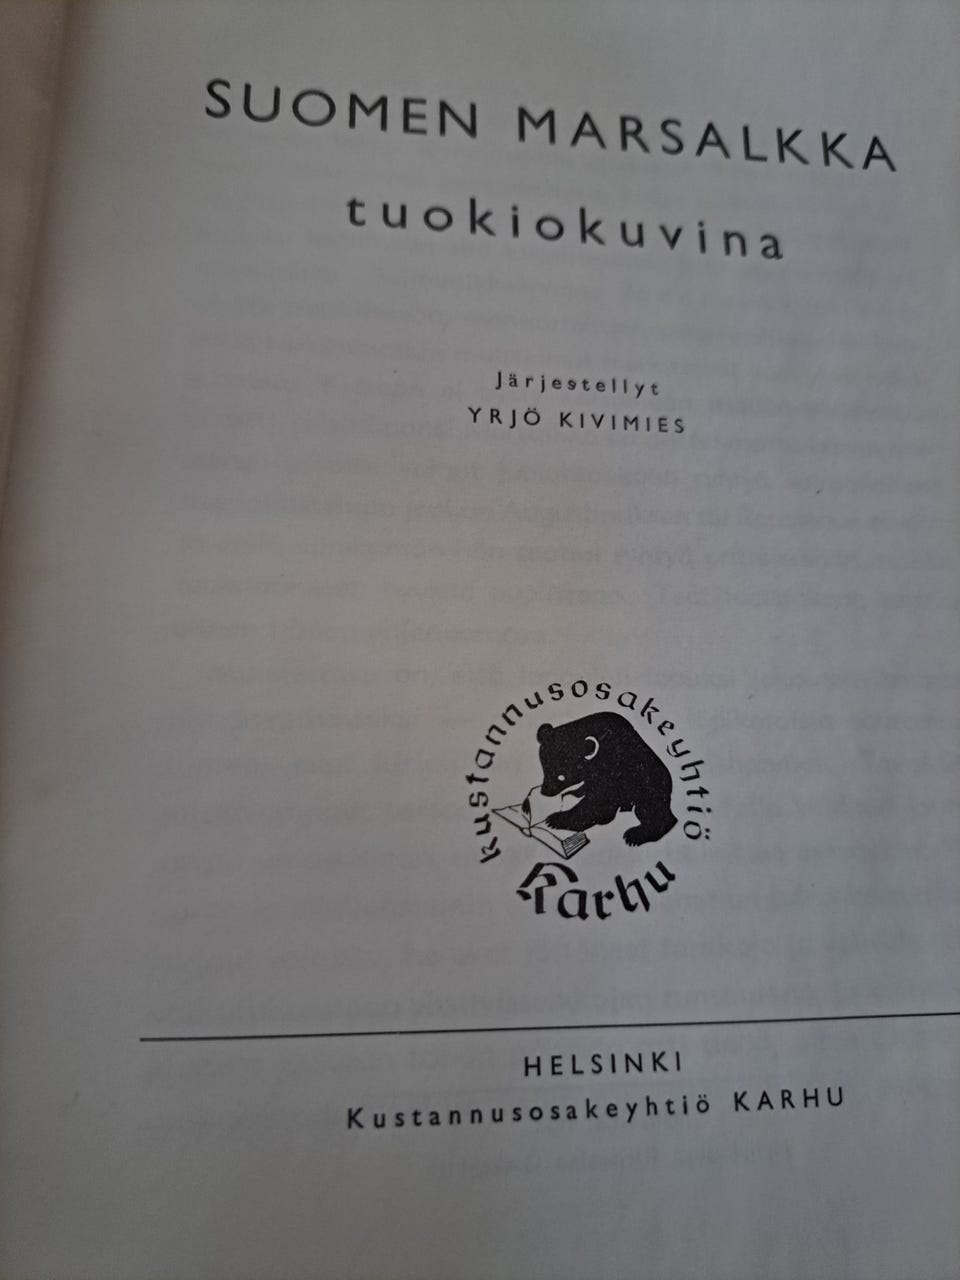 SUOMEN MARSALKKA
tuokiokuvina
Järjestellyt
YRJÖ KIVIMIES
kustannusosakeyhtiö
Karhu
HELSINKI
Kustannusosakeyhtiö KARHU